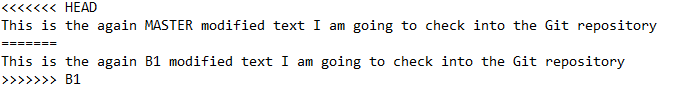 <<<<<<< HEAD
This is the again MASTER modified text I am going to check into the Git repository
=======
This is the again B1 modified text I am going to check into the Git repository
>>>>>>> B1